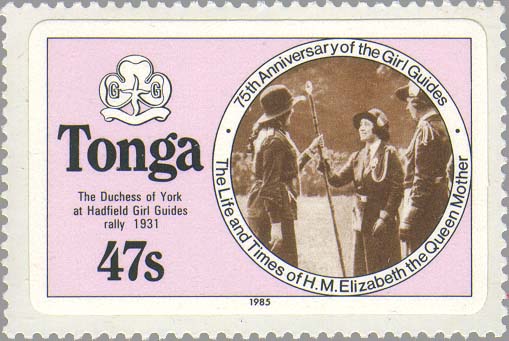 G G
Tonga
The Duchess of York
at Hadfield Girl Guides
rally 1931
47s
75th Anniversary of the Girl Guides
The Life and Times of H.M. Elizabeth the Queen Mother
1985